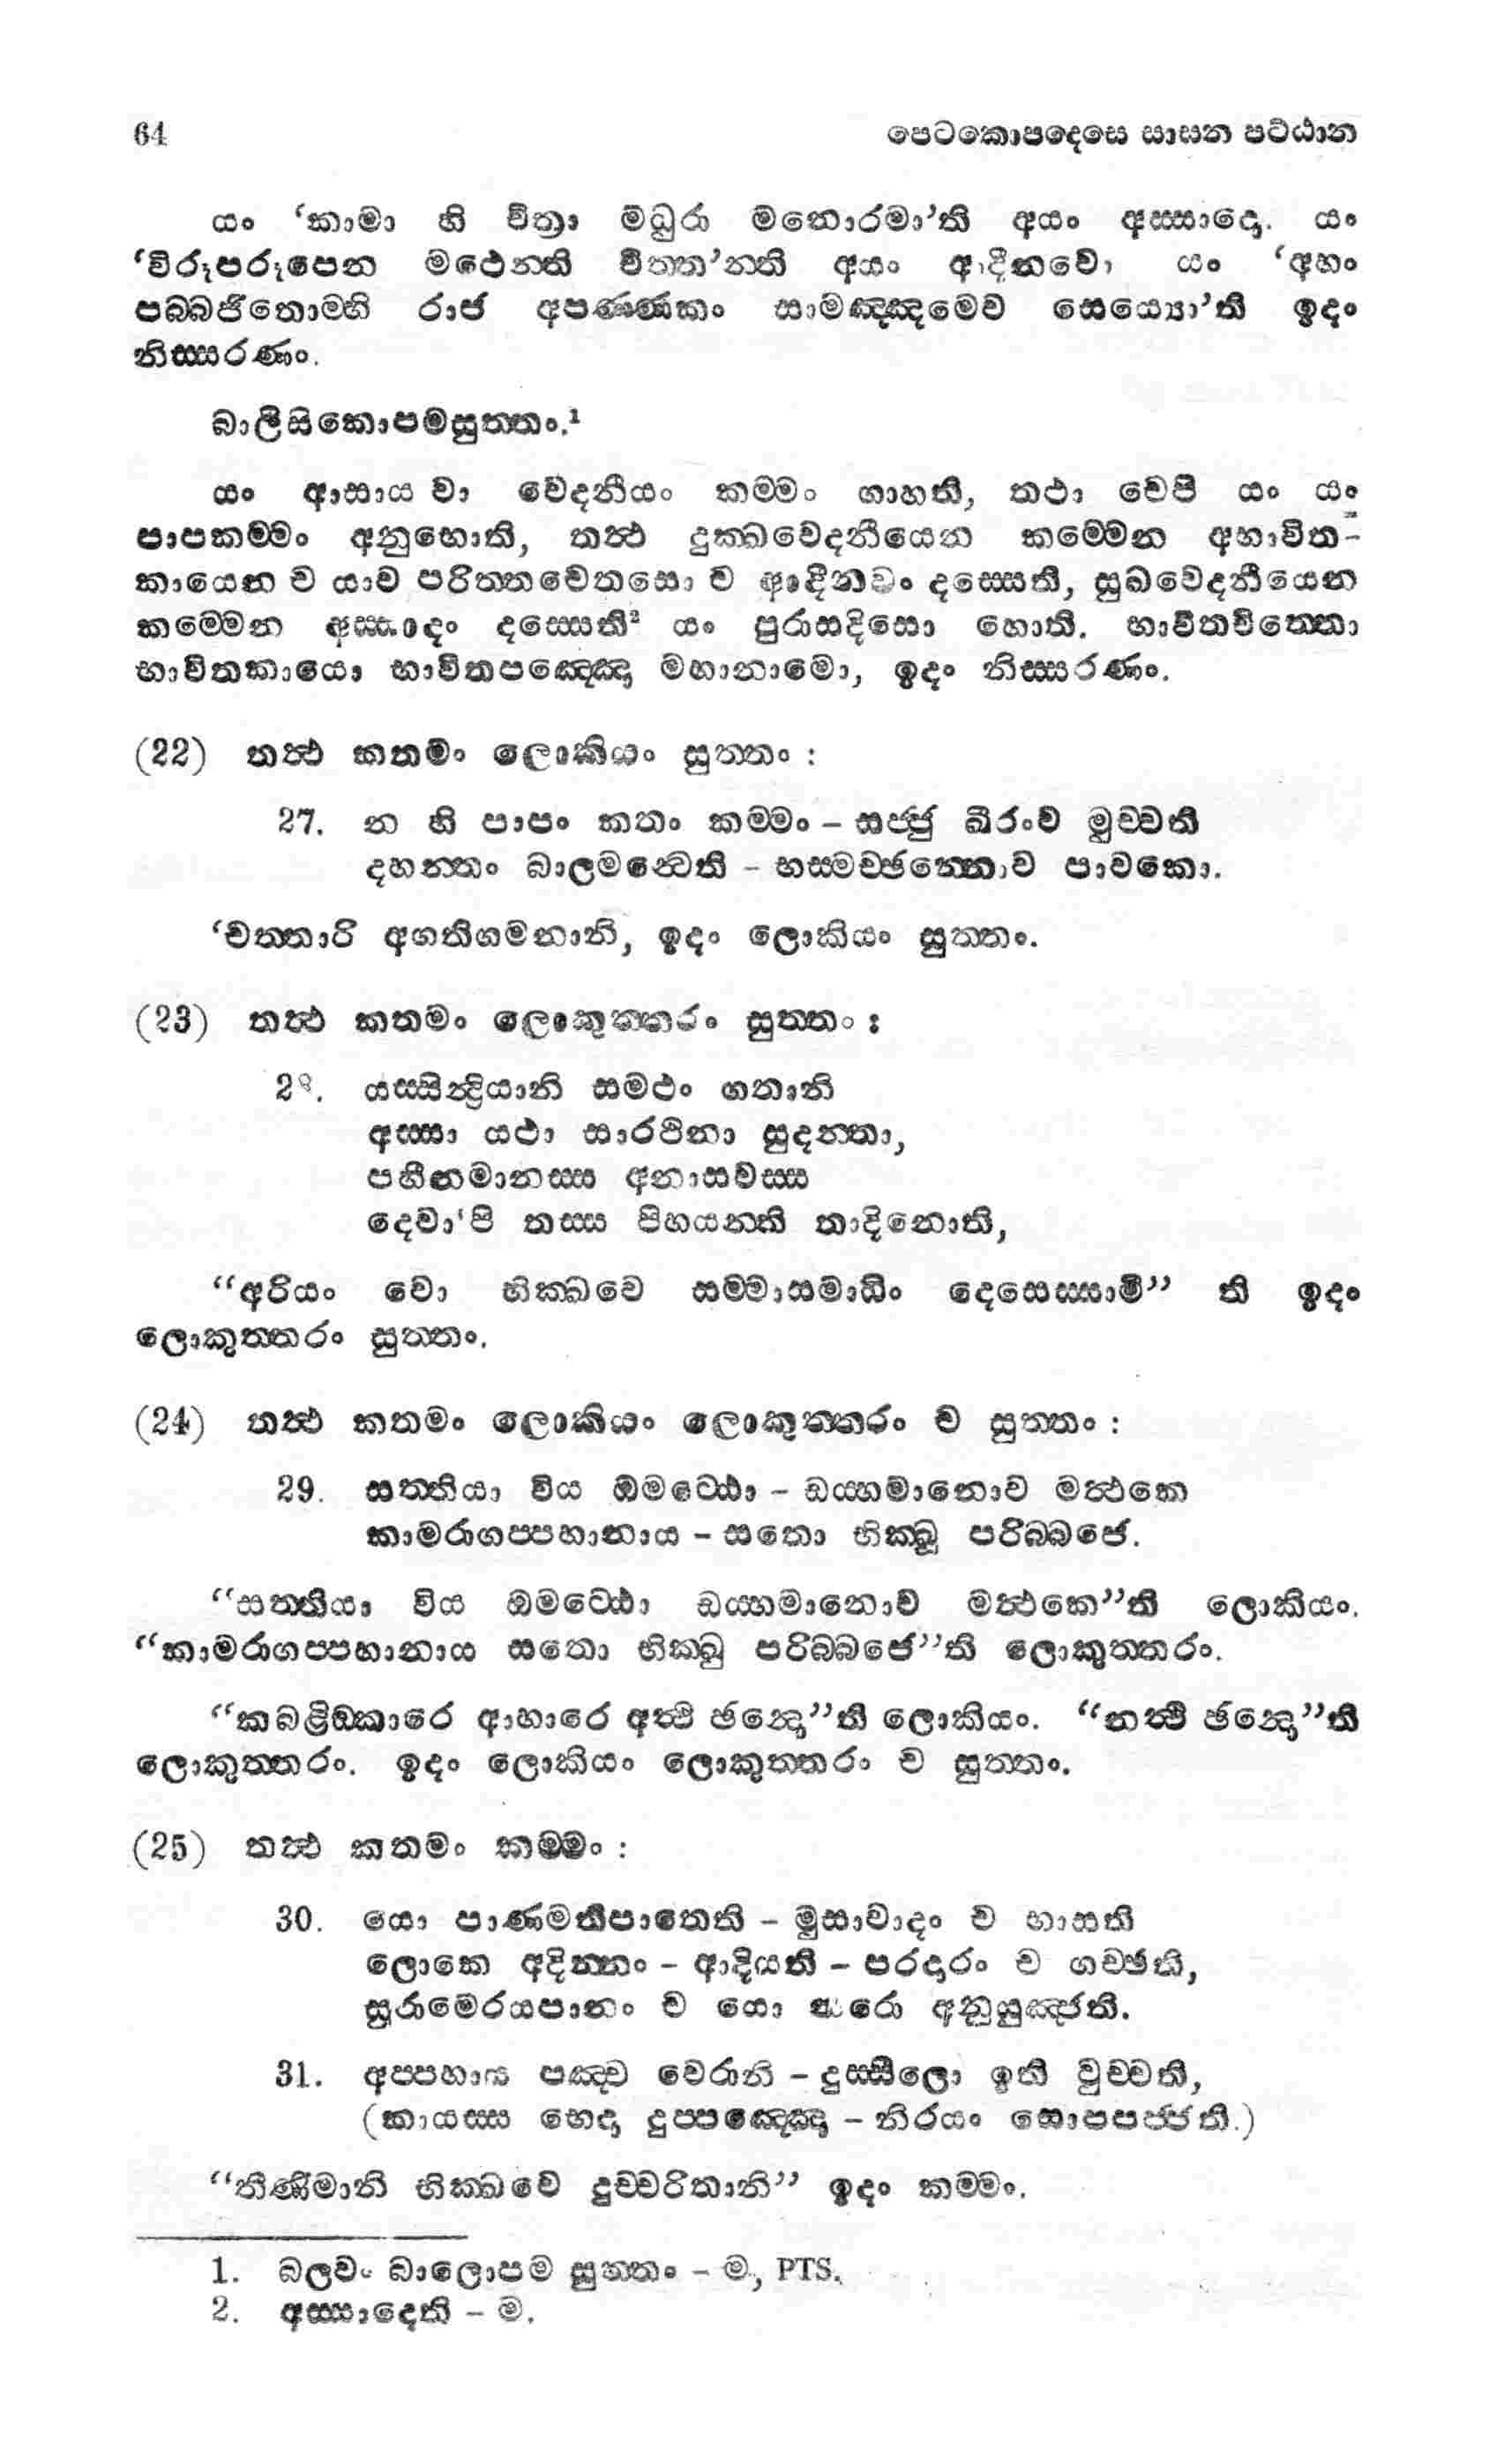 64 පෙටකොපදෙසෙ සාසන පට්ඨාන
යං ‘කාමා හි චිත්‍රා මධුරා මනොරමා’ති අයං අස්සාදො. යං
‘විරූපරූපෙන මථෙන්ති චිත්ත’න්ති අයං ආදීනවො යං ‘අහං
පබ්බජිතොම්හි රාජ අපණ්ණකං සාමඤ්ඤමෙව සෙය්‍යො’ති ඉදං
නිස්සරණං.
බාලිසිකොපමසුත්තං.¹
යං ආසාය වා වෙදනීයං කම්මං ගාහති, තථා චෙපි යං යං
පාපකම්මං අනුභොති, තත්‍ථ දුක්ඛවෙදනීයෙන කම්මෙන අභාවිත-
කායෙන ච යාව පරිත්තචෙතසො ච ආදීනවං දස්සෙති, සුඛවෙදනීයෙන
කම්මෙන අස්සාදං දස්සෙති² යං පුරාසදිසො හොති. භාවිතචිත්තො
භාවිතකායො භාවිතපඤ්ඤො මහානාමො, ඉදං නිස්සරණං.
(22) තත්‍ථ කතමං ලොකියං සුත්තං :
27. න හි පාපං කතං කම්මං – සජ්ජු ඛීරංව මුච්චති
දහන්තං බාලමන්‍වෙති – භස්මච්ඡන්නොව පාවකො.
‘චත්තාරි අගතිගමනානි, ඉදං ලොකියං සුත්තං.
(23) තත්‍ථ කතමං ලොකුත්තරං සුත්තං :
28. යස්සින්‍ද්‍රියානි සමථං ගතානි
අස්සා යථා සාරථිනා සුදන්තා,
පහීනමානස්ස අනාසවස්ස
දෙවා‘පි තස්ස පිහයන්ති තාදිනොති,
“අරියං වො භික්ඛවෙ සම්මාසමාධිං දෙසෙස්සාමි” ති ඉදං
ලොකුත්තරං සුත්තං.
(24) තත්‍ථ කතමං ලොකියං ලොකුත්තරං ච සුත්තං :
29. සත්තියා විය ඔමට්ඨො – ඩය්හමානොව මත්‍ථකෙ
කාමරාගප්පහානාය – සතො භික්ඛූ පරිබ්බජේ.
“සත්තියා විය ඔමට්ඨො ඩය්හමානොව මත්‍ථකෙ”ති ලොකියං.
“කාමරාගප්පහානාය සතො භික්ඛු පරිබ්බජේ”ති ලොකුත්තරං.
“කබළිඞ්කාරෙ ආහාරෙ අත්‍ථි ඡන්‍දො”ති ලොකියං. “නත්‍ථි ඡන්‍දො”ති
ලොකුත්තරං. ඉදං ලොකියං ලොකුත්තරං ච සුත්තං.
(25) තත්‍ථ කතමං කම්මං :
30. යො පාණමතිපාතෙති – මුසාවාදං ච භාසති
ලොකෙ අදින්නං – ආදියති – පරදාරං ච ගච්ඡති,
සුරාමෙරයපානං ච යො නරො අනුයුඤ්ජති.
31. අප්පහාය පඤ්ච වෙරානි – දුස්සීලො ඉති වුච්චති,
(කායස්ස භෙදා දුප්පඤ්ඤො – නිරයං සොපපජ්ජති.)
“තීණිමානි භික්ඛවෙ දුච්චරිතානි” ඉදං කම්මං.
1. බලවං බාලොපම සුත්තං – ම, PTS.
2. අස්සාදෙති – ම.